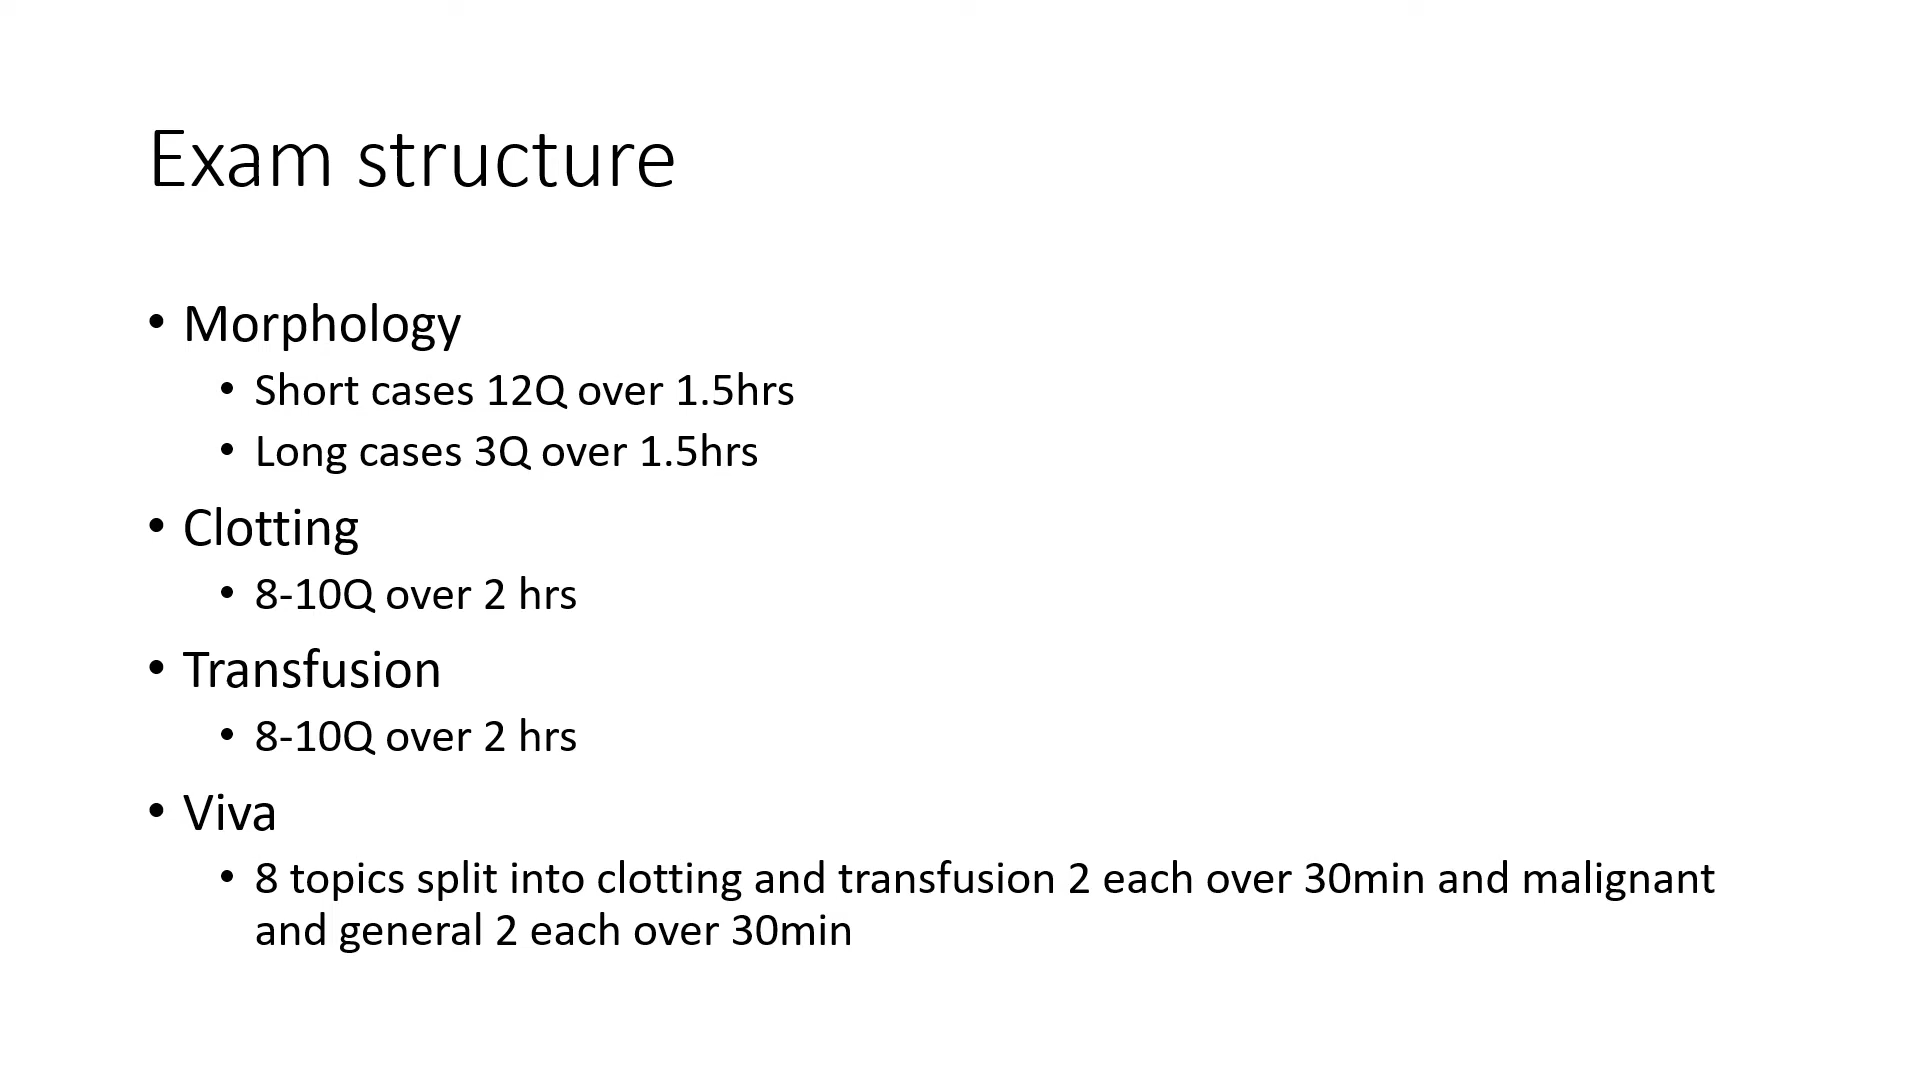 Exam structure
• Morphology
• Short cases 12Q over 1.5hrs
• Long cases 3Q over 1.5hrs
• Clotting
• 8-10Q over 2 hrs
• Transfusion
• 8-10Q over 2 hrs
• Viva
• 8 topics split into clotting and transfusion 2 each over 30min and malignant
and general 2 each over 30min